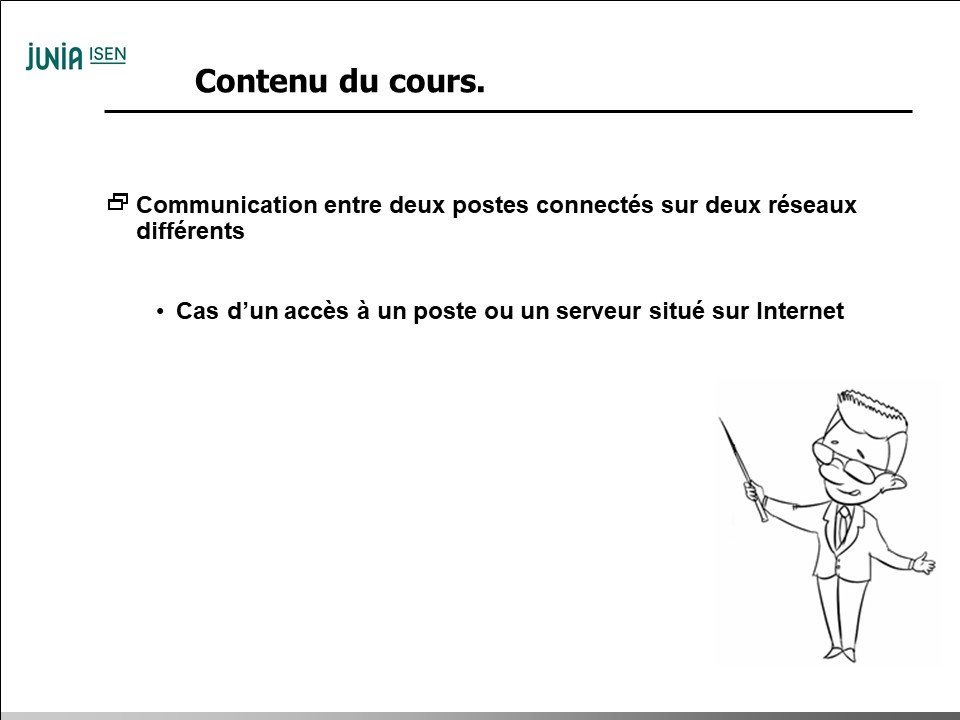 JUNIA ISEN
Contenu du cours.
Communication entre deux postes connectés sur deux réseaux
différents
• Cas d’un accès à un poste ou un serveur situé sur Internet